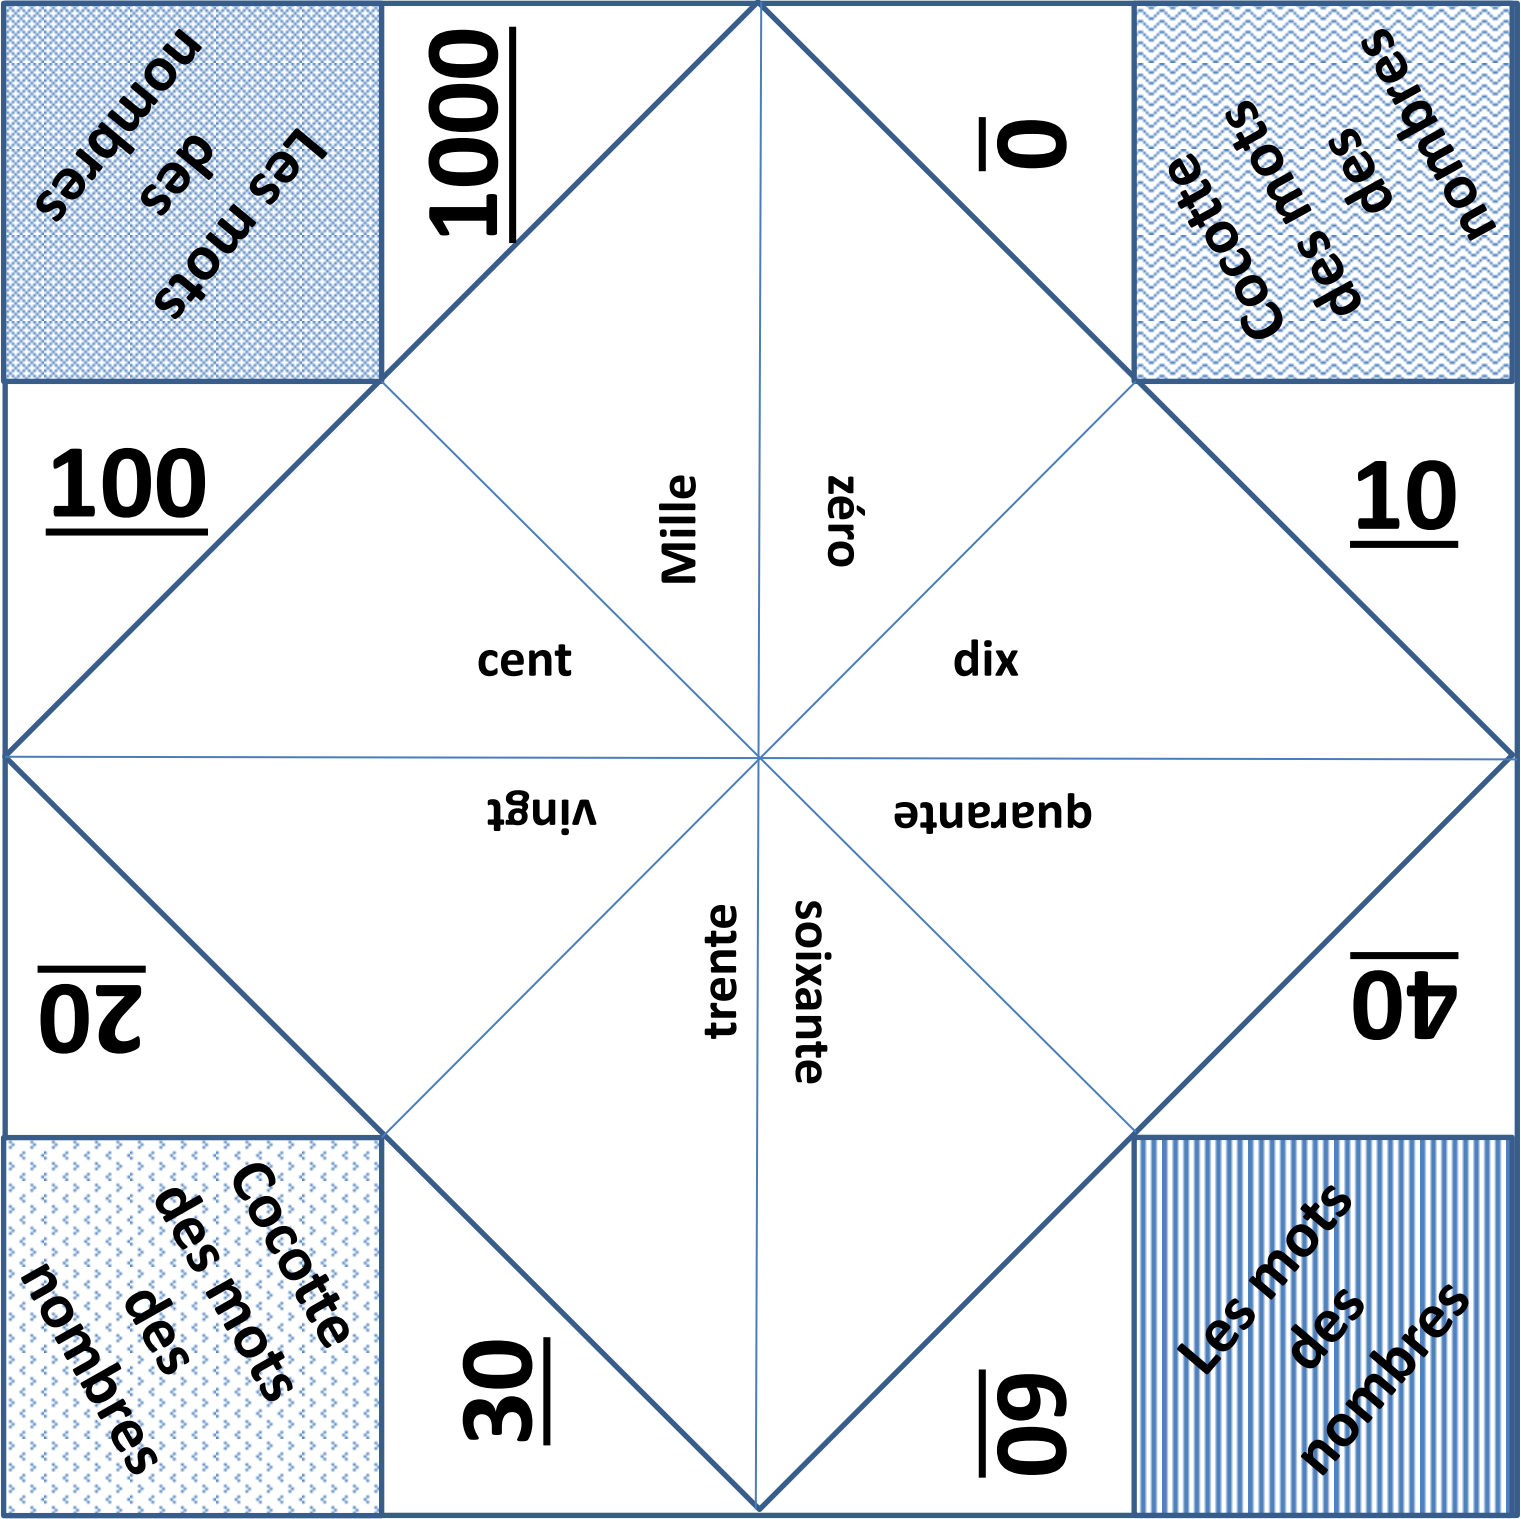 Les mots
des
nombres
1000
0
Cocotte
des mots
des
nombres
100
10
Mille
zéro
cent
dix
vingt
quarante
trente
soixante
20
40
Cocotte
des mots
des
nombres
30
60
Les mots
des
nombres